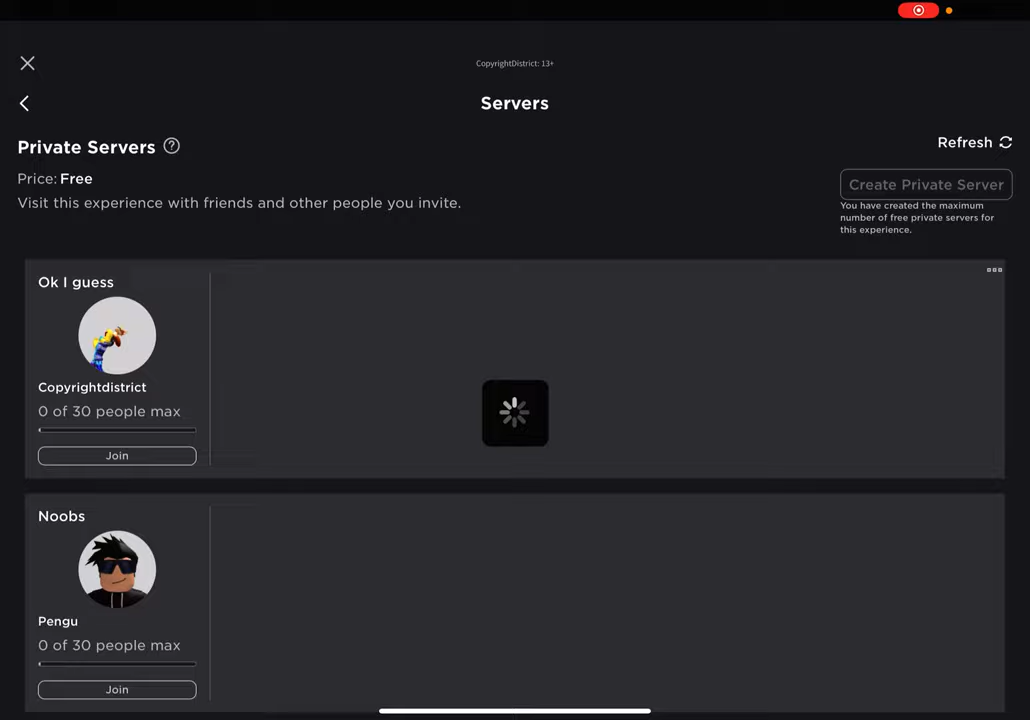 CopyrightDistrict: 13+
Servers
Private Servers
Refresh
Price: Free
Create Private Server
Visit this experience with friends and other people you invite.
You have created the maximum
number of free private servers for
this experience.
Ok I guess
Copyrightdistrict
0 of 30 people max
Join
Noobs
Pengu
0 of 30 people max
Join